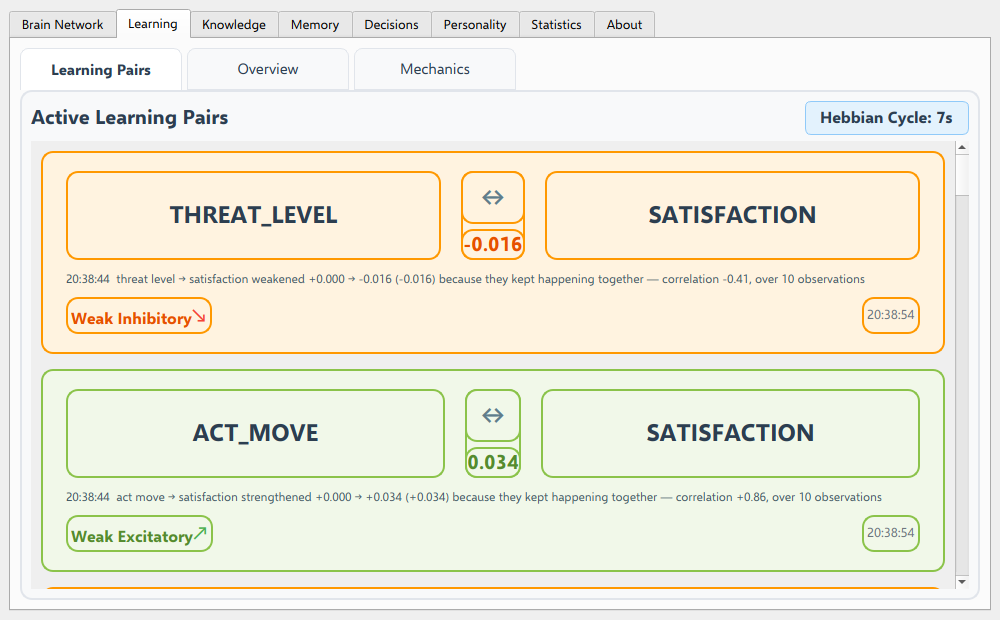 Brain Network Learning Knowledge Memory Decisions Personality Statistics About
Learning Pairs Overview Mechanics
Active Learning Pairs Hebbian Cycle: 7s
THREAT_LEVEL ↔ SATISFACTION
-0.016
20:38:44 threat level → satisfaction weakened +0.000 → -0.016 (-0.016) because they kept happening together — correlation -0.41, over 10 observations
Weak Inhibitory↘ 20:38:54
ACT_MOVE ↔ SATISFACTION
0.034
20:38:44 act move → satisfaction strengthened +0.000 → +0.034 (+0.034) because they kept happening together — correlation +0.86, over 10 observations
Weak Excitatory↗ 20:38:54